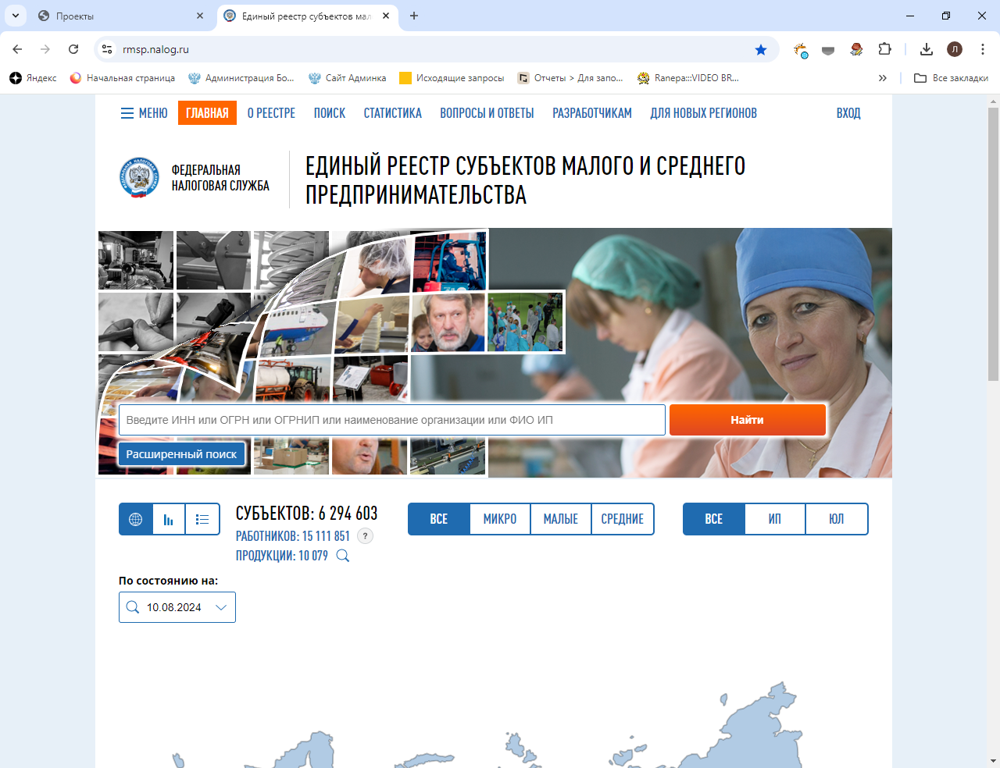 Проекты
Единый реестр субъектов мал
rmsp.nalog.ru
Л
Яндекс
Начальная страница
Администрация Бо...
Сайт Админка
Исходящие запросы
Отчеты > Для запо...
Ranepa:::VIDEO BR...
»
Все закладки
МЕНЮ
ГЛАВНАЯ
О РЕЕСТРЕ
ПОИСК
СТАТИСТИКА
ВОПРОСЫ И ОТВЕТЫ
РАЗРАБОТЧИКАМ
ДЛЯ НОВЫХ РЕГИОНОВ
ВХОД
ФЕДЕРАЛЬНАЯ
НАЛОГОВАЯ СЛУЖБА
ЕДИНЫЙ РЕЕСТР СУБЪЕКТОВ МАЛОГО И СРЕДНЕГО
ПРЕДПРИНИМАТЕЛЬСТВА
Введите ИНН или ОГРН или ОГРНИП или наименование организации или ФИО ИП
Найти
Расширенный поиск
СУБЪЕКТОВ: 6 294 603
РАБОТНИКОВ: 15 111 851 ?
ПРОДУКЦИИ: 10 079
ВСЕ
МИКРО
МАЛЫЕ
СРЕДНИЕ
ВСЕ
ИП
ЮЛ
По состоянию на:
10.08.2024